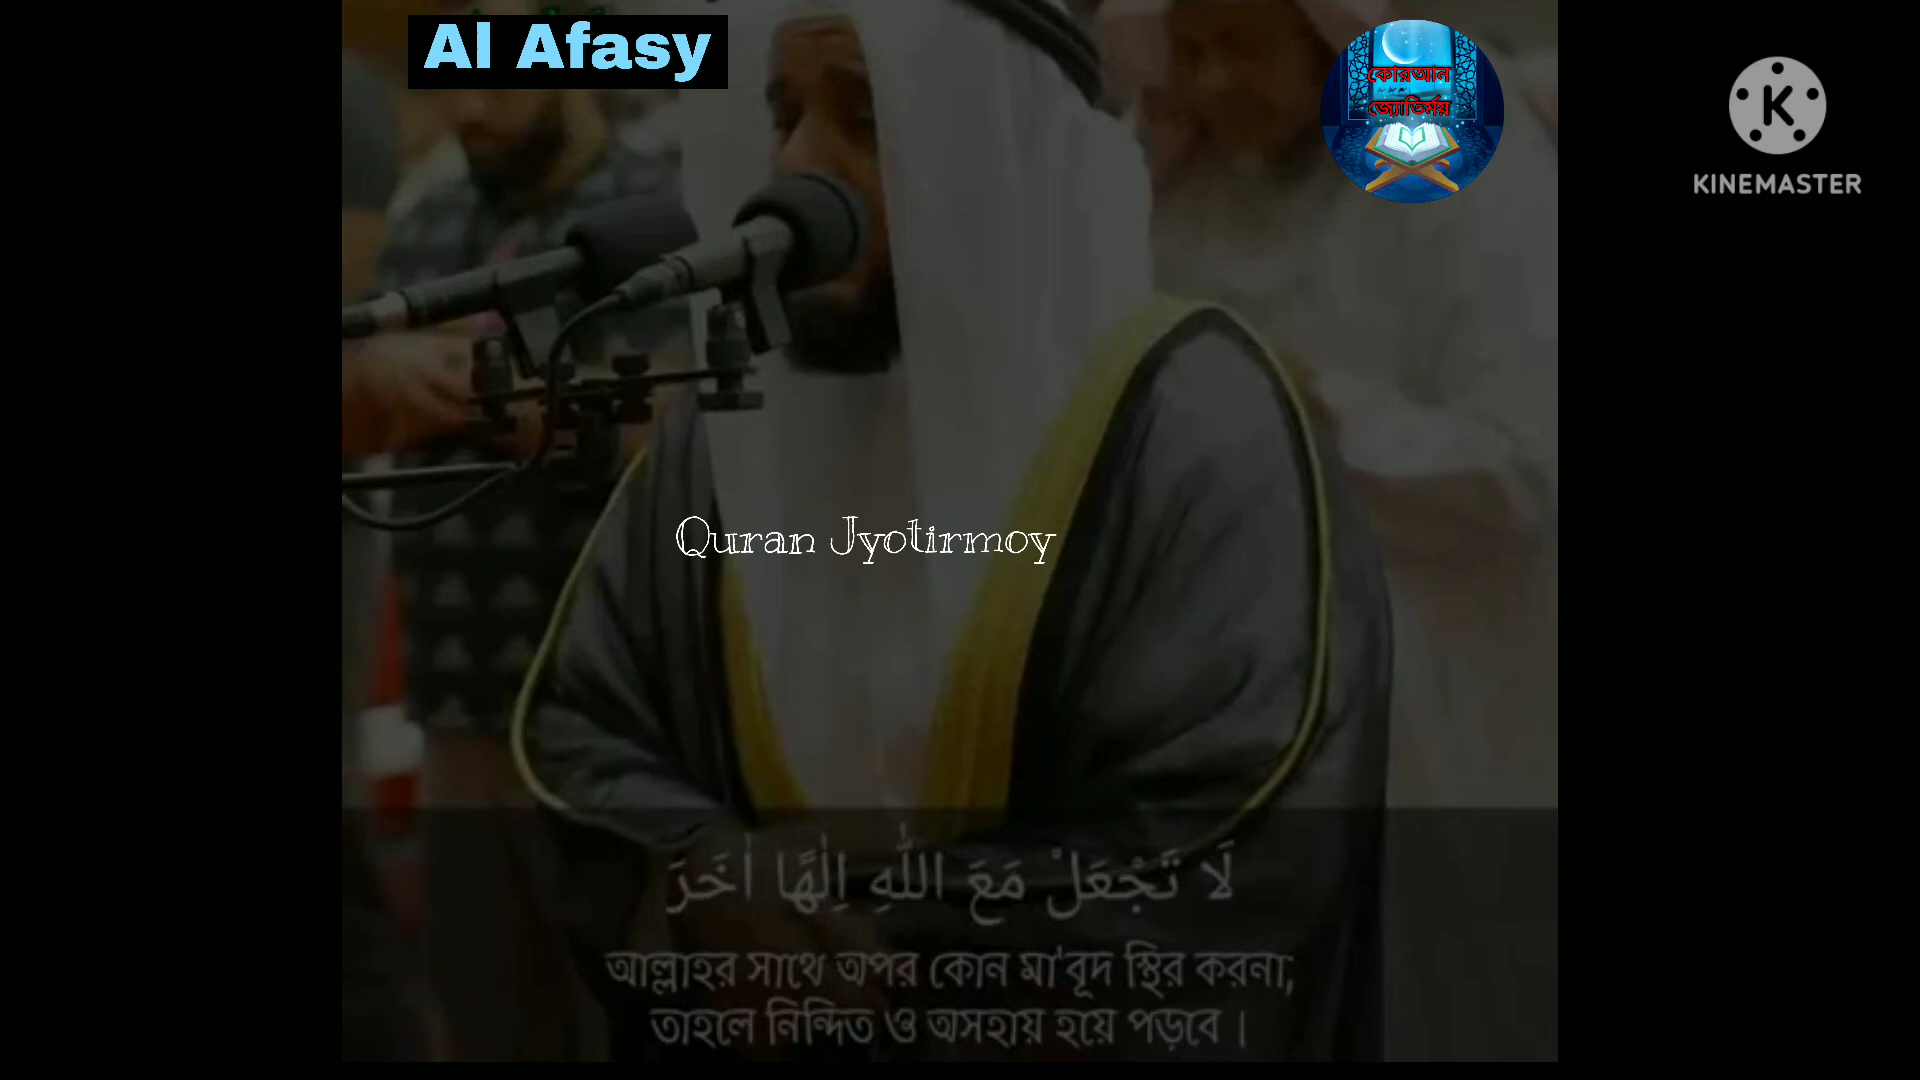 Al Afasy
কোরআন
জ্যোতির্ময়
KINEMASTER
Quran Jyotirmoy
لَا تَجْعَلْ مَعَ اللّٰهِ اِلٰهًا اٰخَرَ
আল্লাহর সাথে অপর কোন মা'বূদ স্থির করনা;
তাহলে নিন্দিত ও অসহায় হয়ে পড়বে।